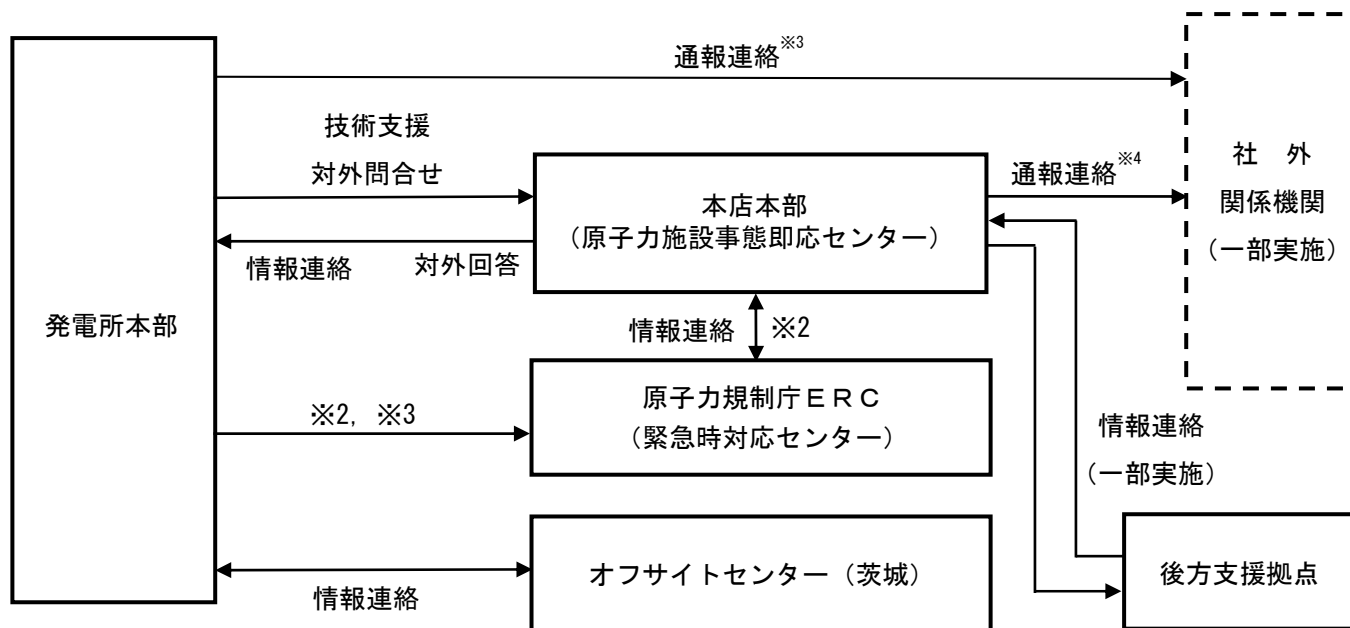 通報連絡※3
技術支援
対外問合せ
本店本部
（原子力施設事態即応センター）
通報連絡※4
社　外
関係機関
（一部実施）
情報連絡
対外回答
発電所本部
情報連絡
※2
※2，※3
原子力規制庁ＥＲＣ
（緊急時対応センター）
情報連絡
（一部実施）
オフサイトセンター（茨城）
情報連絡
後方支援拠点